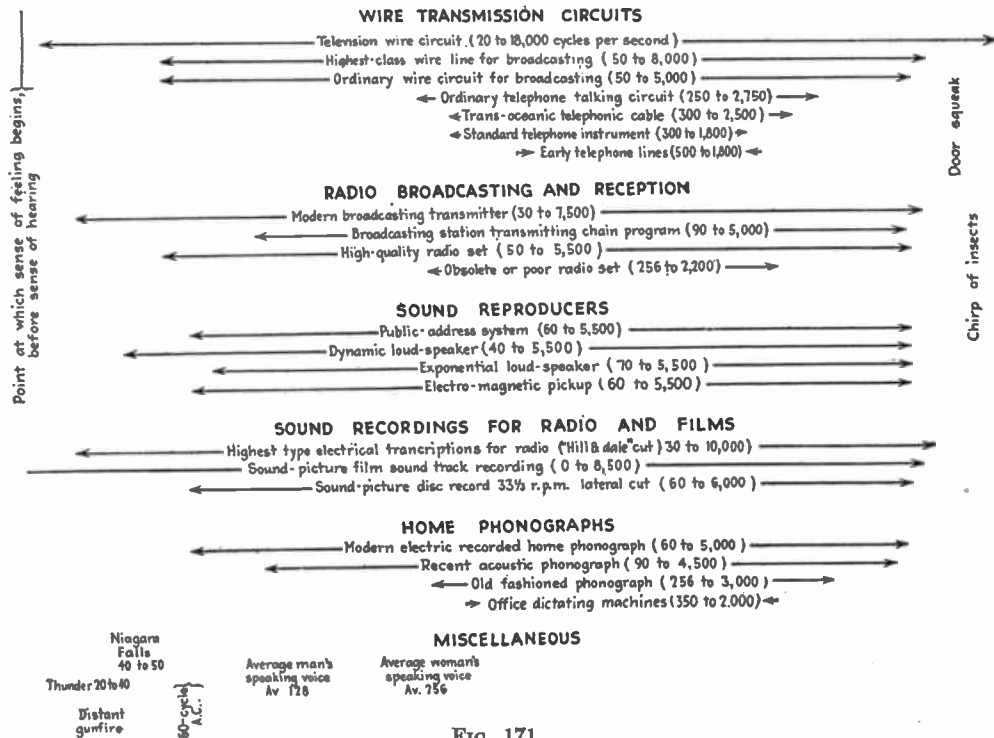 WIRE TRANSMISSION CIRCUITS
Television wire circuit (20 to 18,000 cycles per second)
Highest-class wire line for broadcasting (50 to 8,000)
Ordinary wire circuit for broadcasting (50 to 5,000)
Ordinary telephone talking circuit (250 to 2,750)
Trans-oceanic telephonic cable (300 to 2,500)
Standard telephone instrument (300 to 1,800)
Early telephone lines (500 to 1,800)
Point at which sense of feeling begins,
before sense of hearing
Door squeak
Chirp of insects
RADIO BROADCASTING AND RECEPTION
Modern broadcasting transmitter (30 to 7,500)
Broadcasting station transmitting chain program (90 to 5,000)
High-quality radio set (50 to 5,500)
Obsolete or poor radio set (256 to 2,200)
SOUND REPRODUCERS
Public-address system (60 to 5,500)
Dynamic loud-speaker (40 to 5,500)
Exponential loud-speaker (70 to 5,500)
Electro-magnetic pickup (60 to 5,500)
SOUND RECORDINGS FOR RADIO AND FILMS
Highest type electrical trancriptions for radio ("Hill & dale" cut) 30 to 10,000)
Sound-picture film sound track recording (0 to 8,500)
Sound-picture disc record 33⅓ r.p.m. lateral cut (60 to 6,000)
HOME PHONOGRAPHS
Modern electric recorded home phonograph (60 to 5,000)
Recent acoustic phonograph (90 to 4,500)
Old fashioned phonograph (256 to 3,000)
Office dictating machines (350 to 2,000)
MISCELLANEOUS
Niagara
Falls
40 to 50
Thunder 20 to 40
Distant
gunfire
60-cycle
A.C.
Average man's
speaking voice
Av 128
Average woman's
speaking voice
Av. 256
FIG. 171